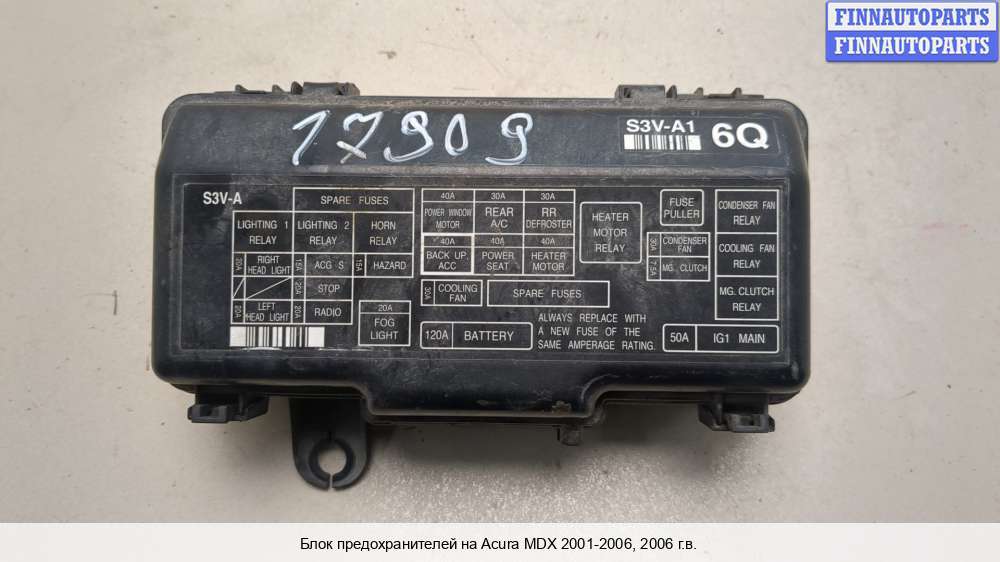 FINNAUTOPARTS
FINNAUTOPARTS
17909
S3V-A1 6Q
S3V-A
SPARE FUSES
LIGHTING 1 RELAY
LIGHTING 2 RELAY
HORN RELAY
20A RIGHT HEAD LIGHT
15A ACG S
15A HAZARD
20A STOP
20A LEFT HEAD LIGHT
20A RADIO
20A FOG LIGHT
40A POWER WINDOW MOTOR
30A REAR A/C
30A RR DEFROSTER
40A BACK UP, ACC
40A POWER SEAT
40A HEATER MOTOR
30A COOLING FAN
SPARE FUSES
120A BATTERY
ALWAYS REPLACE WITH
A NEW FUSE OF THE
SAME AMPERAGE RATING.
HEATER MOTOR RELAY
FUSE PULLER
30A CONDENSER FAN
7.5A MG. CLUTCH
CONDENSER FAN RELAY
COOLING FAN RELAY
MG. CLUTCH RELAY
50A IG1 MAIN
Блок предохранителей на Acura MDX 2001-2006, 2006 г.в.